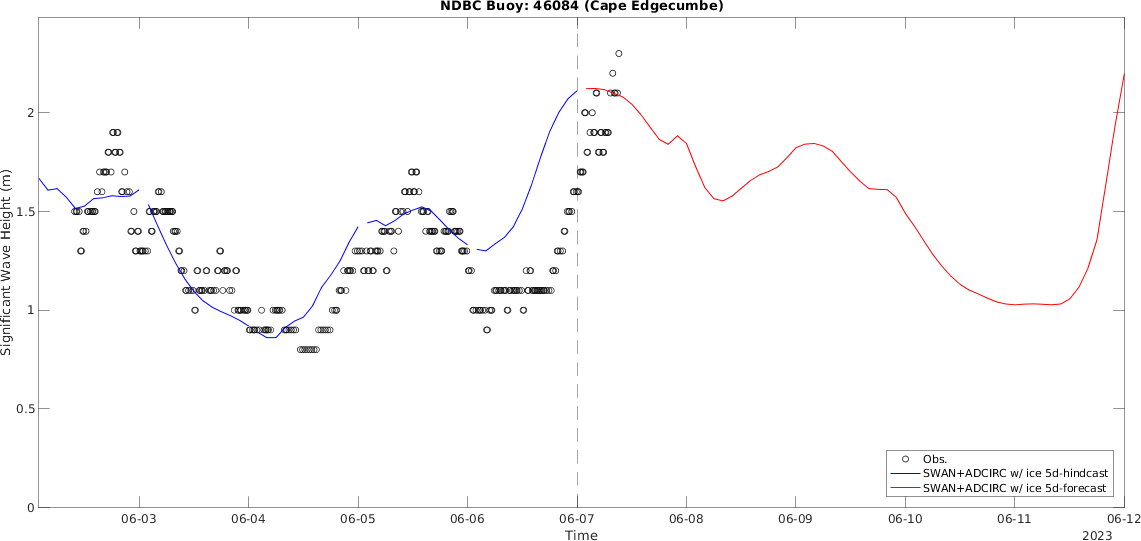 NDBC Buoy: 46084 (Cape Edgecumbe)
2
1.5
1
0.5
0
Significant Wave Height (m)
Obs.
SWAN+ADCIRC w/ ice 5d-hindcast
SWAN+ADCIRC w/ ice 5d-forecast
06-03 06-04 06-05 06-06 06-07 06-08 06-09 06-10 06-11 06-12
Time
2023